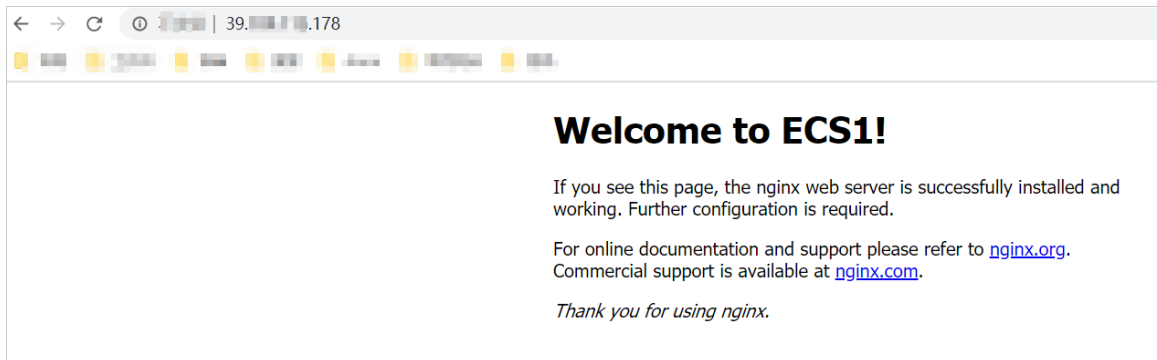 39. .178
Welcome to ECS1!
If you see this page, the nginx web server is successfully installed and
working. Further configuration is required.
For online documentation and support please refer to nginx.org.
Commercial support is available at nginx.com.
Thank you for using nginx.